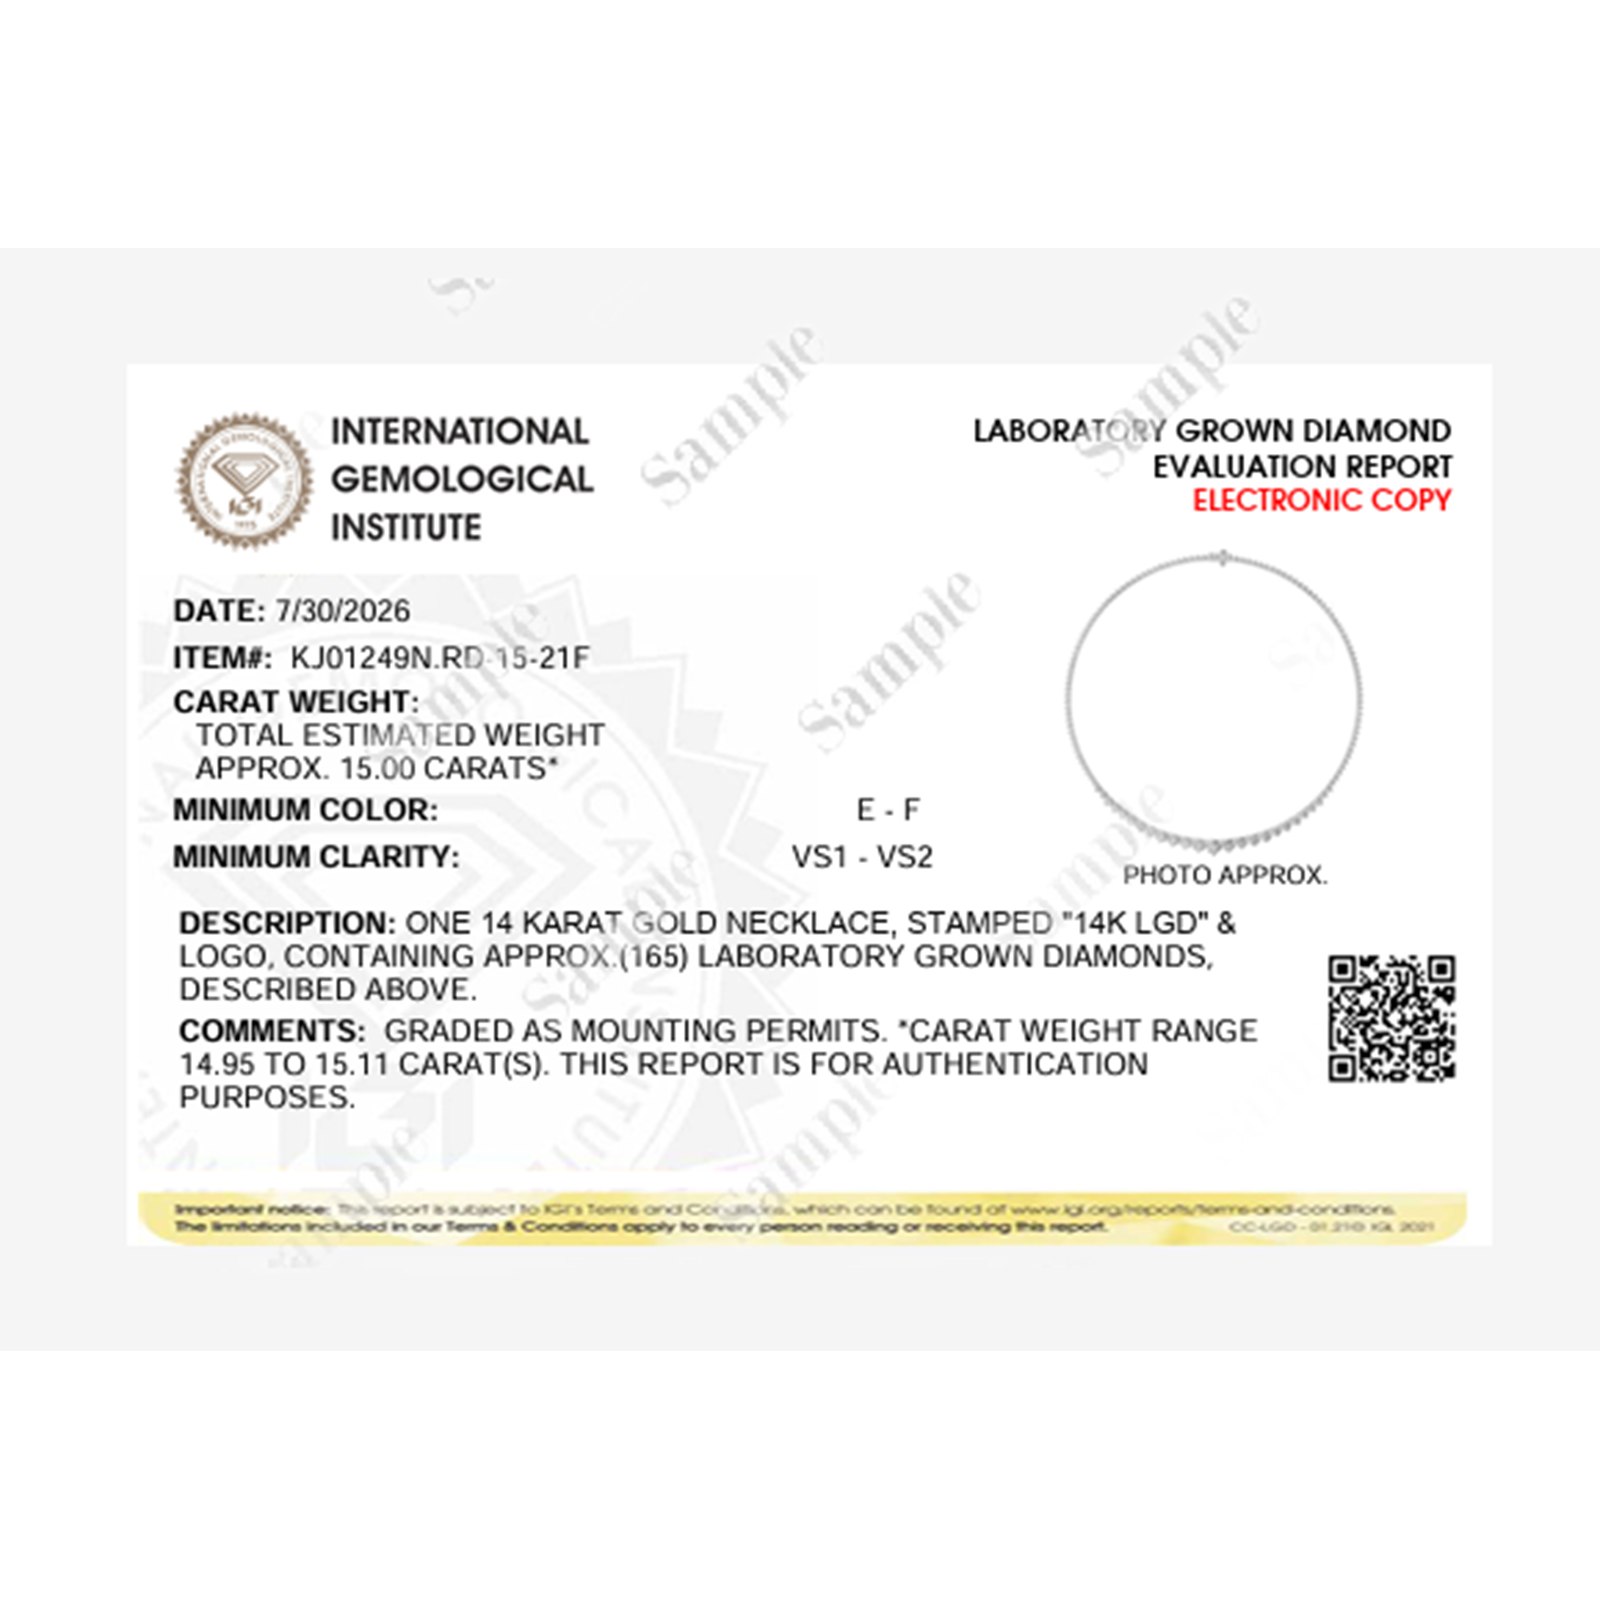 INTERNATIONAL
GEMOLOGICAL
INSTITUTE
LABORATORY GROWN DIAMOND
EVALUATION REPORT
ELECTRONIC COPY
DATE: 7/30/2026
ITEM#: KJ01249N.RD-15-21F
CARAT WEIGHT:
TOTAL ESTIMATED WEIGHT
APPROX. 15.00 CARATS*
MINIMUM COLOR: E - F
MINIMUM CLARITY: VS1 - VS2
PHOTO APPROX.
DESCRIPTION: ONE 14 KARAT GOLD NECKLACE, STAMPED "14K LGD" &
LOGO, CONTAINING APPROX.(165) LABORATORY GROWN DIAMONDS,
DESCRIBED ABOVE.
COMMENTS: GRADED AS MOUNTING PERMITS. *CARAT WEIGHT RANGE
14.95 TO 15.11 CARAT(S). THIS REPORT IS FOR AUTHENTICATION
PURPOSES.
Important notice: This report is subject to IGI's Terms and Conditions, which can be found at www.igi.org/reports/terms-and-conditions.
The limitations included in our Terms & Conditions apply to every person reading or receiving this report.
Sample
Sample
Sample
Sample
Sample
Sample
Sample